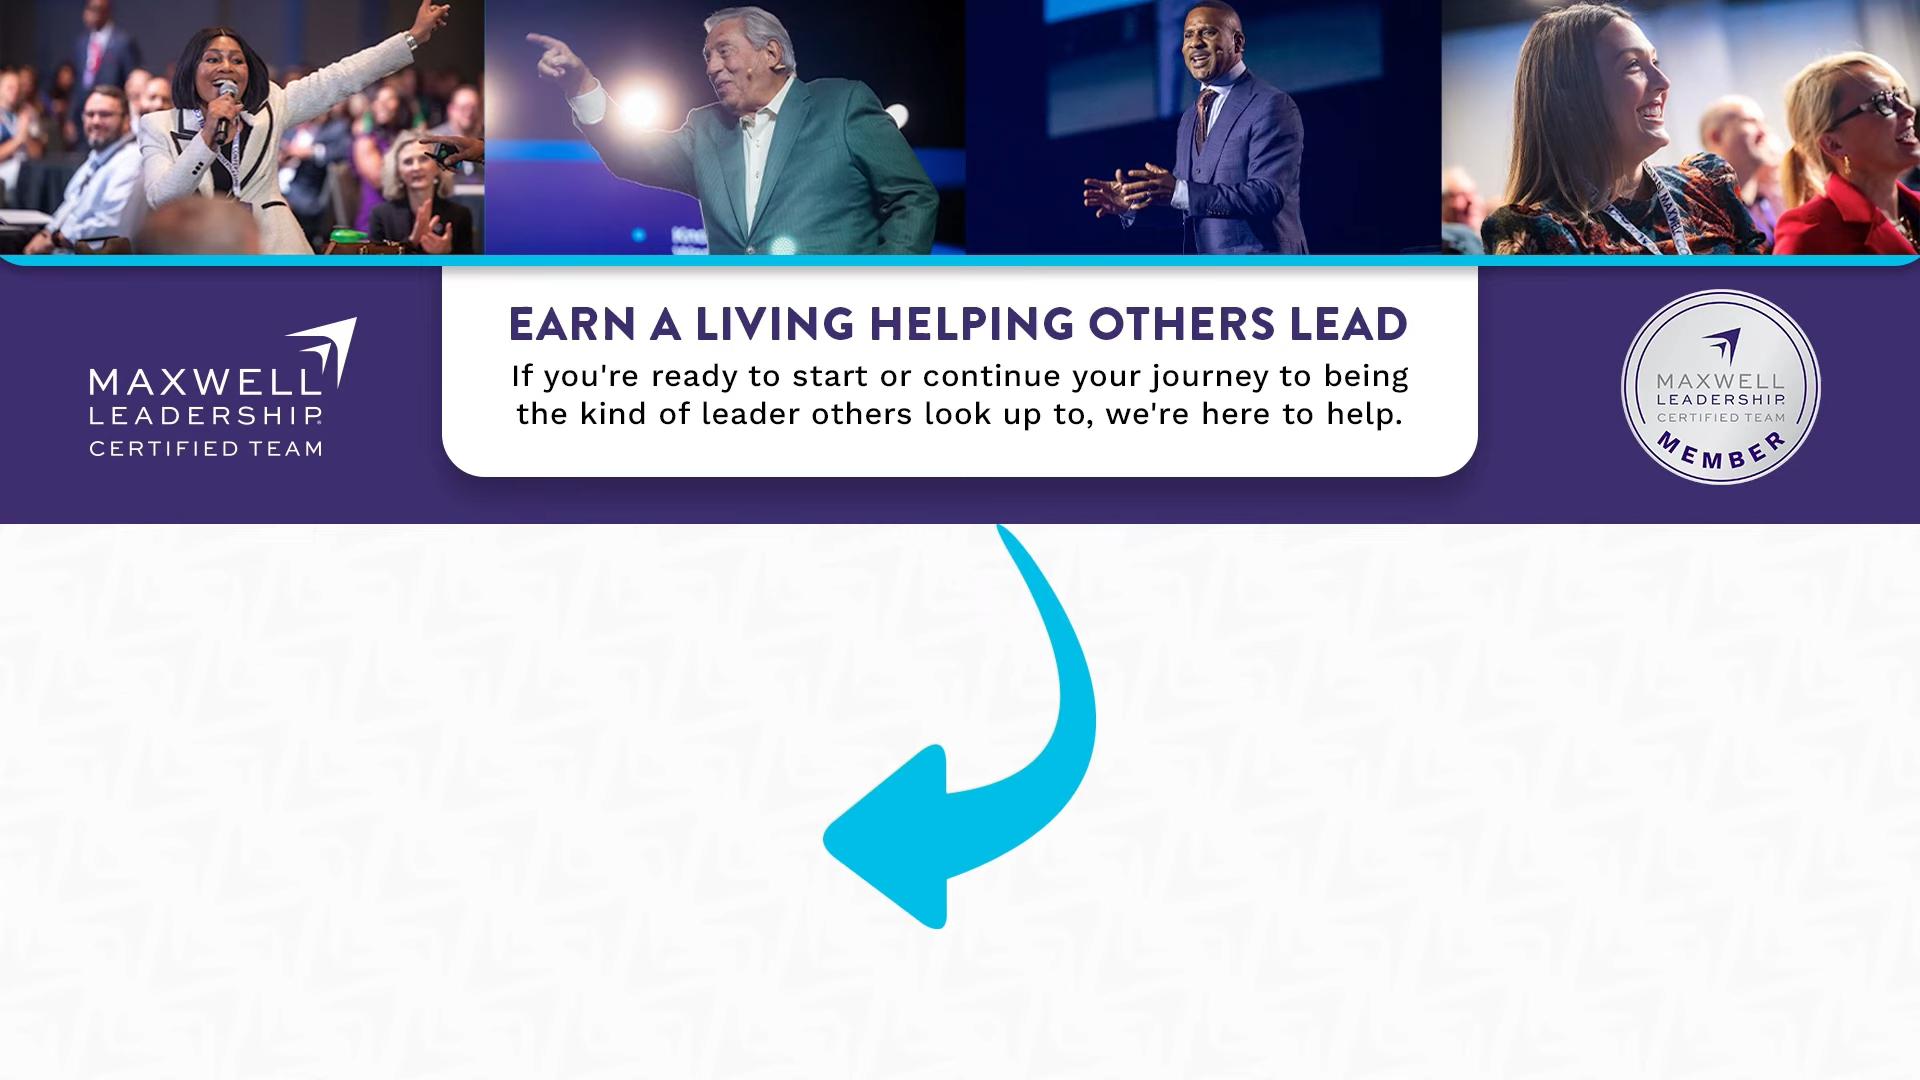 EARN A LIVING HELPING OTHERS LEAD
If you're ready to start or continue your journey to being
the kind of leader others look up to, we're here to help.
MAXWELL
LEADERSHIP®
CERTIFIED TEAM
MAXWELL
LEADERSHIP
CERTIFIED TEAM
MEMBER